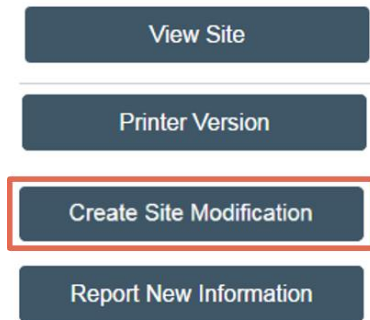 View Site
Printer Version
Create Site Modification
Report New Information